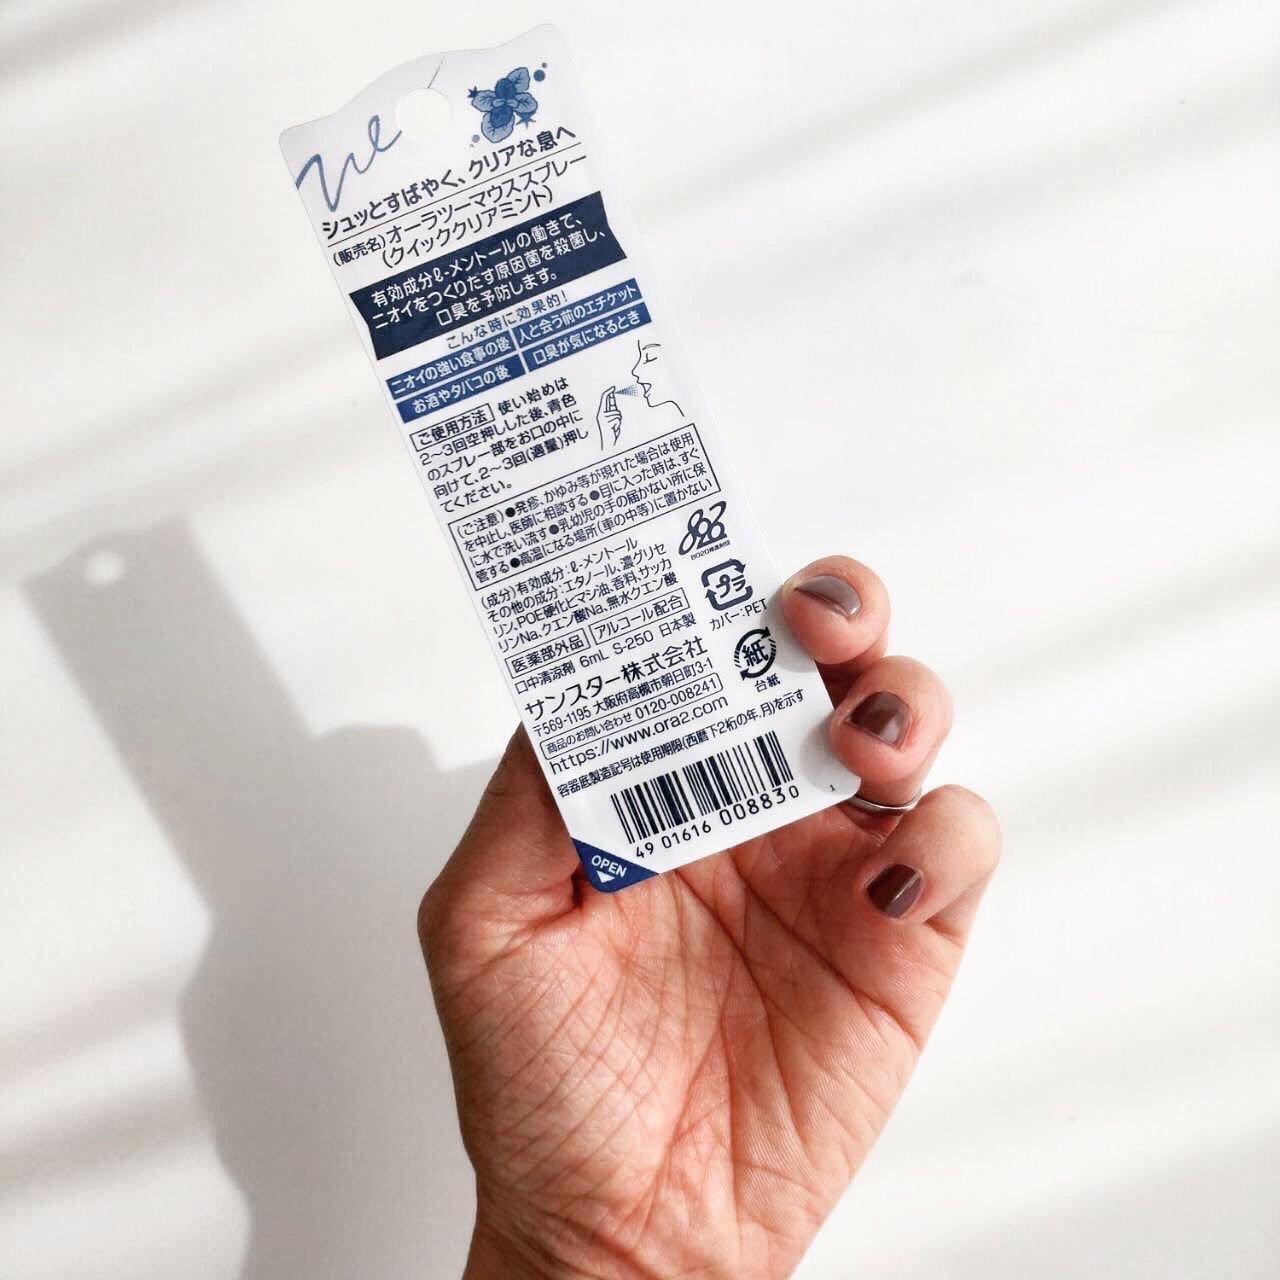 シュッとすばやく、クリアな息へ
(販売名)オーラツーマウススプレー
(クイッククリアミント)
有効成分ℓ-メントールの働きで、
ニオイをつくりだす原因菌を殺菌し、
口臭を予防します。
こんな時に効果的!
ニオイの強い食事の後 人と会う前のエチケット
お酒やタバコの後 口臭が気になるとき
ご使用方法 使い始めは
2~3回空押しした後、青色
のスプレー部をお口の中に
向けて、2~3回(適量)押し
てください。
(ご注意)●発疹、かゆみ等が現れた場合は使用
を中止し、医師に相談する●目に入った時は、すぐ
に水で洗い流す●乳幼児の手の届かない所に保
管する●高温になる場所(車の中等)に置かない
(成分)有効成分:ℓ-メントール
その他の成分:エタノール、濃グリセ
リン、POE硬化ヒマシ油、香料、サッカ
リンNa、クエン酸Na、無水クエン酸
医薬部外品 アルコール配合
口中清涼剤 6mL S-250 日本製
8020推進財団
プラ
カバー:PET
紙
台紙
サンスター株式会社
〒569-1195 大阪府高槻市朝日町3-1
商品のお問い合わせ 0120-008241
https://www.ora2.com
容器底製造記号は使用期限(西暦下2桁の年、月)を示す
49 01616 008830
1
OPEN